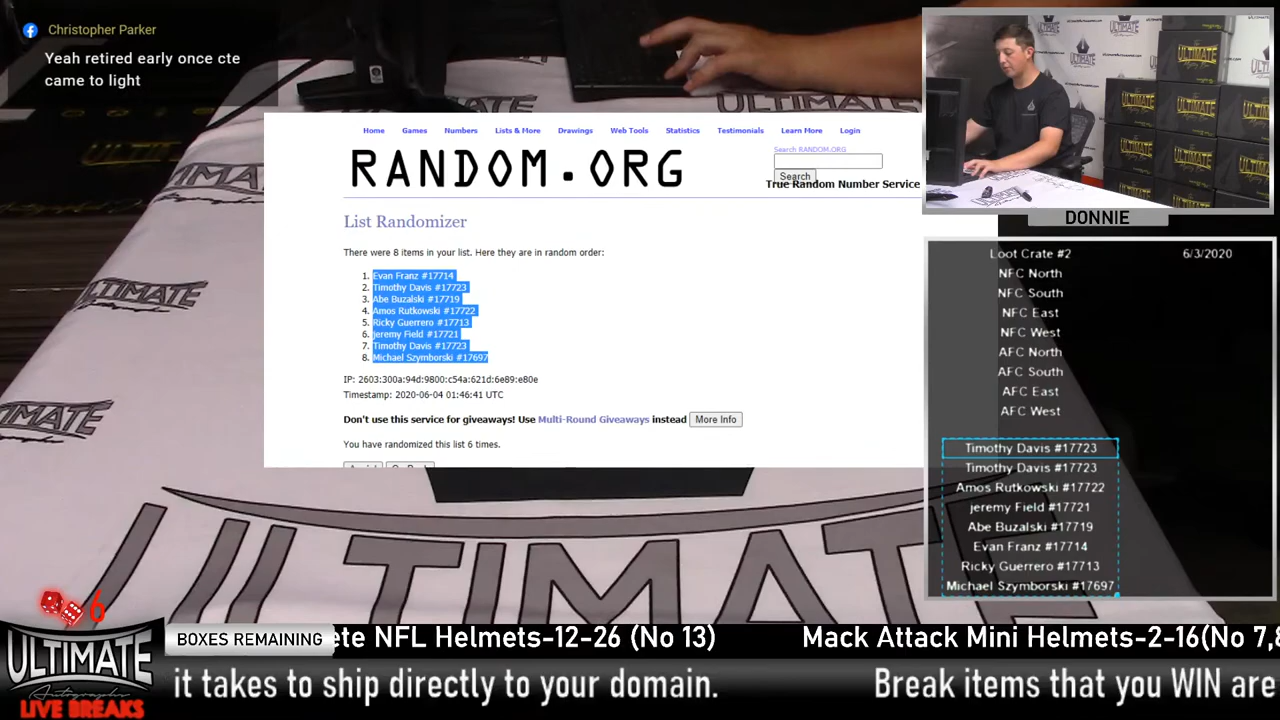 Christopher Parker
Yeah retired early once cte
came to light
Home Games Numbers Lists & More Drawings Web Tools Statistics Testimonials Learn More Login
RANDOM.ORG
Search RANDOM.ORG
Search
True Random Number Service
List Randomizer
There were 8 items in your list. Here they are in random order:
1. Evan Franz #17714
2. Timothy Davis #17723
3. Abe Buzalski #17719
4. Amos Rutkowski #17722
5. Ricky Guerrero #17713
6. jeremy Field #17721
7. Timothy Davis #17723
8. Michael Szymborski #17697
IP: 2603:300a:94d:9800:c54a:621d:6e89:e80e
Timestamp: 2020-06-04 01:46:41 UTC
Don't use this service for giveaways! Use Multi-Round Giveaways instead More Info
You have randomized this list 6 times.
DONNIE
Loot Crate #2 6/3/2020
NFC North
NFC South
NFC East
NFC West
AFC North
AFC South
AFC East
AFC West
Timothy Davis #17723
Timothy Davis #17723
Amos Rutkowski #17722
jeremy Field #17721
Abe Buzalski #17719
Evan Franz #17714
Ricky Guerrero #17713
Michael Szymborski #17697
ULTIMATE
ULTIMATE
ULTIMATE
ULTIMATE
ULTIMATE
6
ULTIMATE
Autographs
LIVE BREAKS
BOXES REMAINING
ete NFL Helmets-12-26 (No 13) Mack Attack Mini Helmets-2-16(No 7,8
it takes to ship directly to your domain. Break items that you WIN are